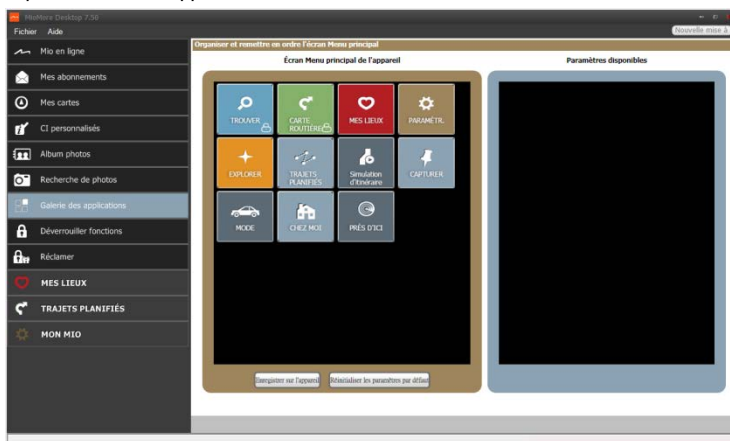 MioMore Desktop 7.50
Fichier Aide
Nouvelle mise à
Mio en ligne
Mes abonnements
Mes cartes
CI personnalisés
Album photos
Recherche de photos
Galerie des applications
Déverrouiller fonctions
Réclamer
MES LIEUX
TRAJETS PLANIFIÉS
MON MIO
Organiser et remettre en ordre l'écran Menu principal
Écran Menu principal de l'appareil
TROUVER
CARTE
ROUTIÈRE
MES LIEUX
PARAMÉTR.
EXPLORER
TRAJETS
PLANIFIÉS
Simulation
d'itinéraire
CAPTURER
MODE
CHEZ MOI
PRÈS D'ICI
Enregistrer sur l'appareil
Réinitialiser les paramètres par défaut
Paramètres disponibles